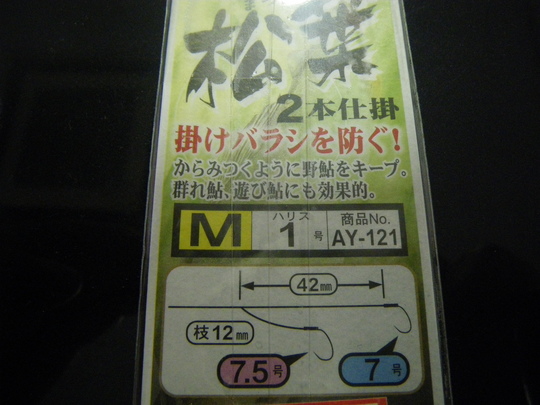 松葉
2本仕掛
掛けバラシを防ぐ!
からみつくように野鮎をキープ。
群れ鮎、遊び鮎にも効果的。
M ハリス 1号 商品No. AY-121
42mm
枝12mm
7.5号 7号